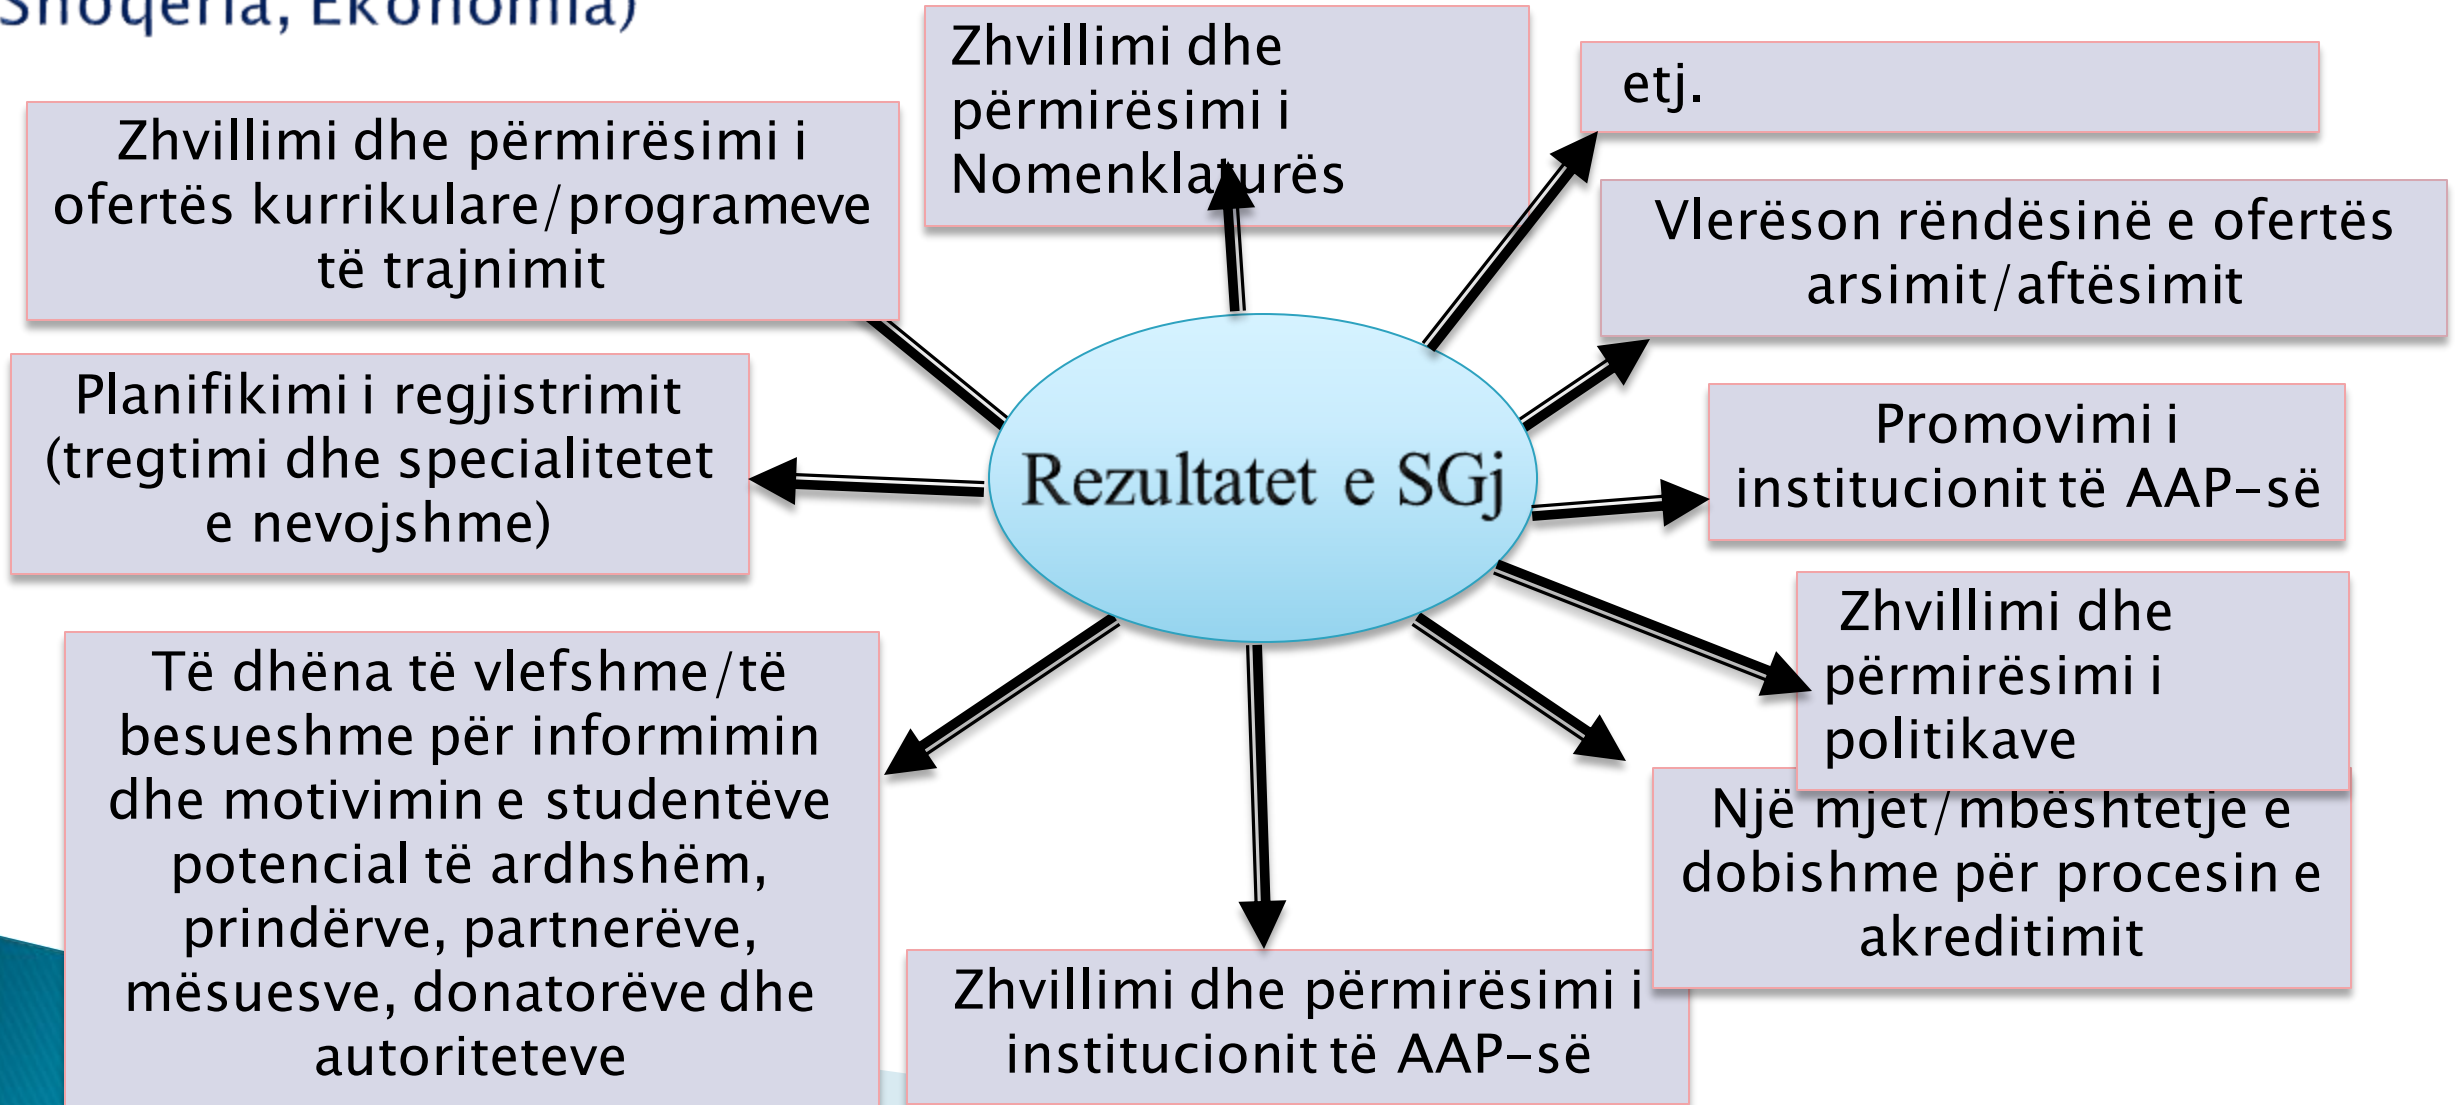 Shoqëria, Ekonomia)
Zhvillimi dhe
përmirësimi i
Nomenklaturës
etj.
Zhvillimi dhe përmirësimi i
ofertës kurrikulare/programeve
të trajnimit
Vlerëson rëndësinë e ofertës
arsimit/aftësimit
Planifikimi i regjistrimit
(tregtimi dhe specialitetet
e nevojshme)
Rezultatet e SGj
Promovimi i
institucionit të AAP-së
Zhvillimi dhe
përmirësimi i
politikave
Të dhëna të vlefshme/të
besueshme për informimin
dhe motivimin e studentëve
potencial të ardhshëm,
prindërve, partnerëve,
mësuesve, donatorëve dhe
autoriteteve
Një mjet/mbështetje e
dobishme për procesin e
akreditimit
Zhvillimi dhe përmirësimi i
institucionit të AAP-së